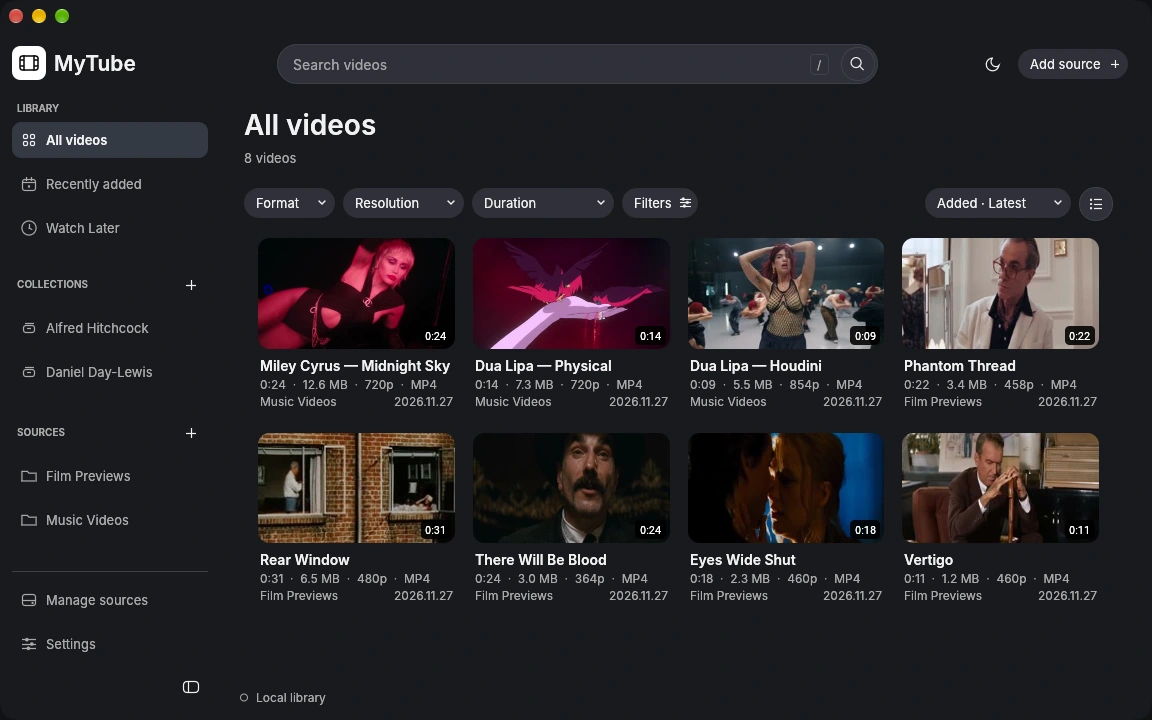 MyTube
Search videos
/
Add source +
LIBRARY
All videos
Recently added
Watch Later
COLLECTIONS +
Alfred Hitchcock
Daniel Day-Lewis
SOURCES +
Film Previews
Music Videos
Manage sources
Settings
All videos
8 videos
Format
Resolution
Duration
Filters
Added · Latest
0:24
Miley Cyrus — Midnight Sky
0:24 · 12.6 MB · 720p · MP4
Music Videos 2026.11.27
0:14
Dua Lipa — Physical
0:14 · 7.3 MB · 720p · MP4
Music Videos 2026.11.27
0:09
Dua Lipa — Houdini
0:09 · 5.5 MB · 854p · MP4
Music Videos 2026.11.27
0:22
Phantom Thread
0:22 · 3.4 MB · 458p · MP4
Film Previews 2026.11.27
0:31
Rear Window
0:31 · 6.5 MB · 480p · MP4
Film Previews 2026.11.27
0:24
There Will Be Blood
0:24 · 3.0 MB · 364p · MP4
Film Previews 2026.11.27
0:18
Eyes Wide Shut
0:18 · 2.3 MB · 460p · MP4
Film Previews 2026.11.27
0:11
Vertigo
0:11 · 1.2 MB · 460p · MP4
Film Previews 2026.11.27
Local library